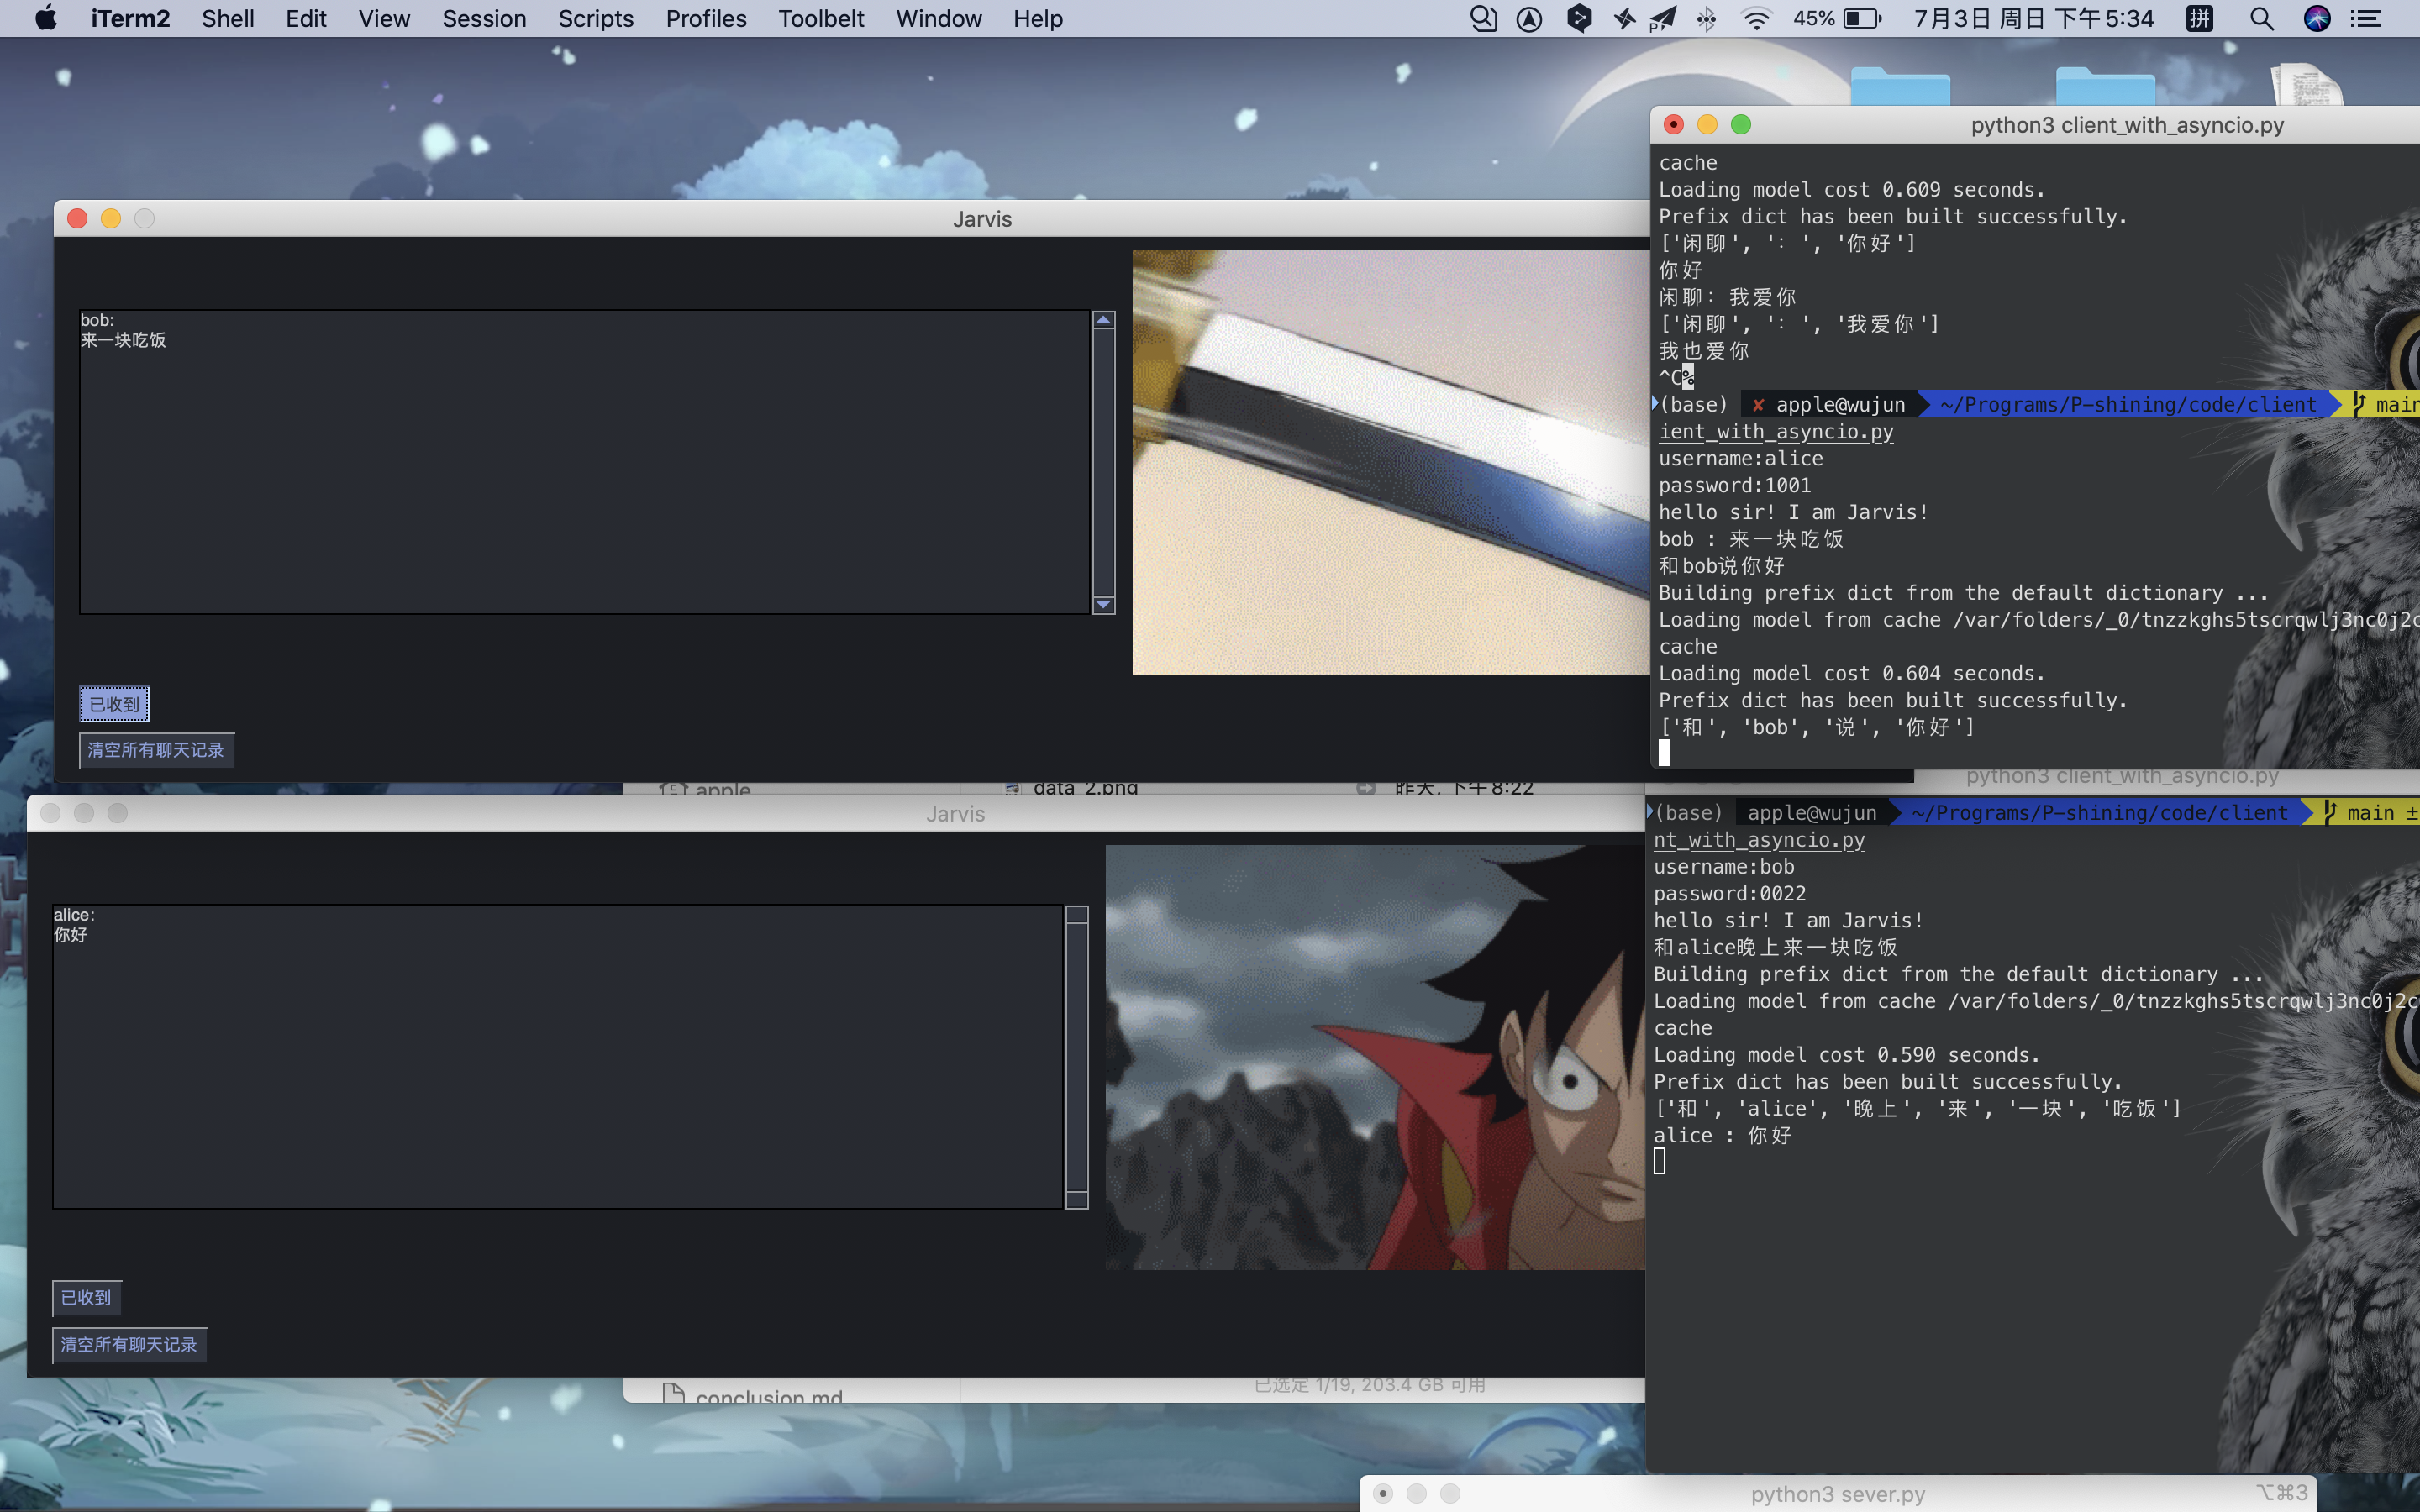 iTerm2 Shell Edit View Session Scripts Profiles Toolbelt Window Help 45% 7月3日 周日 下午5:34 拼
Jarvis
bob:
来一块吃饭
已收到
清空所有聊天记录
python3 client_with_asyncio.py
cache
Loading model cost 0.609 seconds.
Prefix dict has been built successfully.
['闲聊', '：', '你好']
你好
闲聊：我爱你
['闲聊', '：', '我爱你']
我也爱你
^C%
(base) ✘ apple@wujun ~/Programs/P-shining/code/client main
ient_with_asyncio.py
username:alice
password:1001
hello sir! I am Jarvis!
bob : 来一块吃饭
和bob说你好
Building prefix dict from the default dictionary ...
Loading model from cache /var/folders/_0/tnzzkghs5tscrqwlj3nc0j2c
cache
Loading model cost 0.604 seconds.
Prefix dict has been built successfully.
['和', 'bob', '说', '你好']
apple data_2.png 昨天, 下午8:22
Jarvis
alice:
你好
已收到
清空所有聊天记录
python3 client_with_asyncio.py
(base) apple@wujun ~/Programs/P-shining/code/client main ±
nt_with_asyncio.py
username:bob
password:0022
hello sir! I am Jarvis!
和alice晚上来一块吃饭
Building prefix dict from the default dictionary ...
Loading model from cache /var/folders/_0/tnzzkghs5tscrqwlj3nc0j2c
cache
Loading model cost 0.590 seconds.
Prefix dict has been built successfully.
['和', 'alice', '晚上', '来', '一块', '吃饭']
alice : 你好
conclusion.md 已选定 1/19, 203.4 GB 可用
python3 sever.py ⌥⌘3